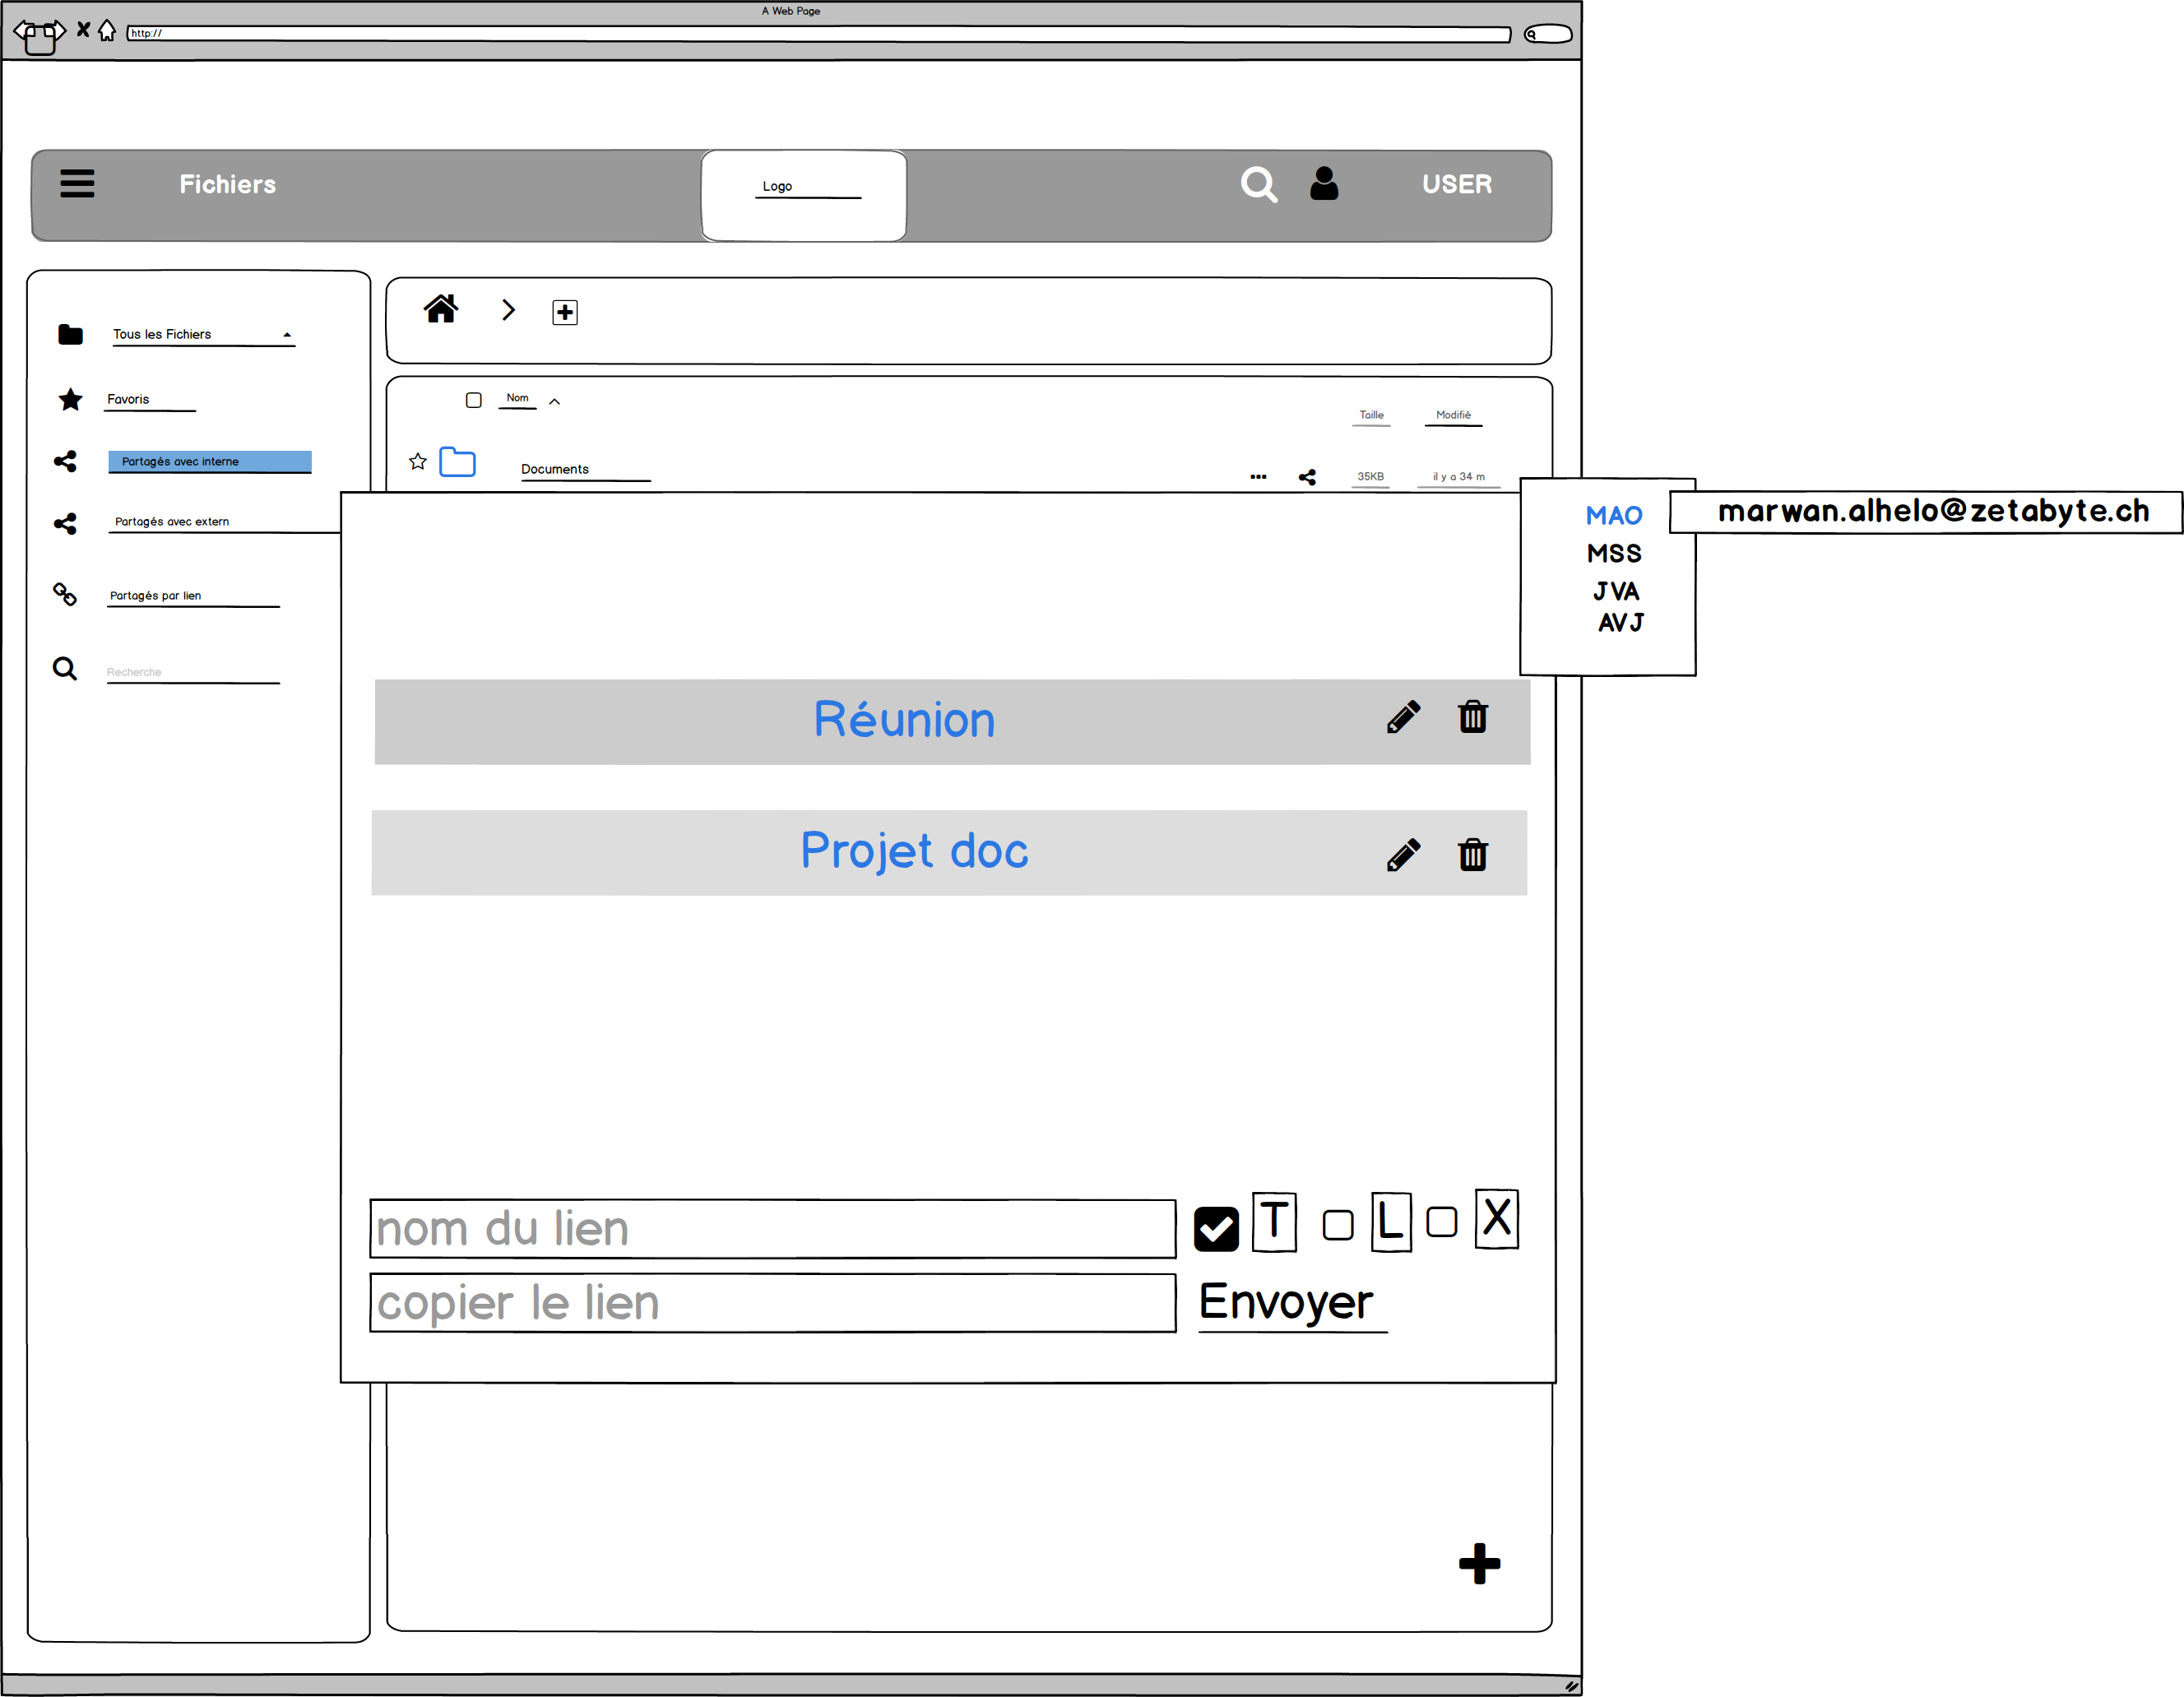 A Web Page
http://
Fichiers
Logo
USER
Tous les Fichiers
Favoris
Partagés avec interne
Partagés avec extern
Partagés par lien
Recherche
Nom
Taille
Modifié
Documents
35KB
il y a 34 m
MAO
marwan.alhelo@zetabyte.ch
MSS
JVA
AVJ
Réunion
Projet doc
nom du lien
T
L
X
copier le lien
Envoyer